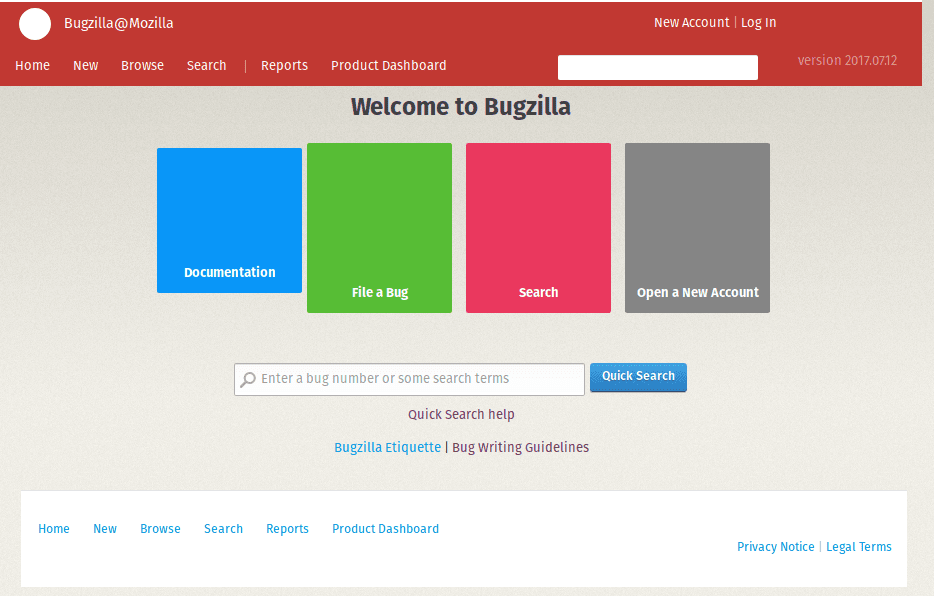 Bugzilla@Mozilla
New Account | Log In
Home New Browse Search | Reports Product Dashboard
version 2017.07.12
Welcome to Bugzilla
Documentation
File a Bug
Search
Open a New Account
Enter a bug number or some search terms
Quick Search
Quick Search help
Bugzilla Etiquette | Bug Writing Guidelines
Home New Browse Search Reports Product Dashboard
Privacy Notice | Legal Terms